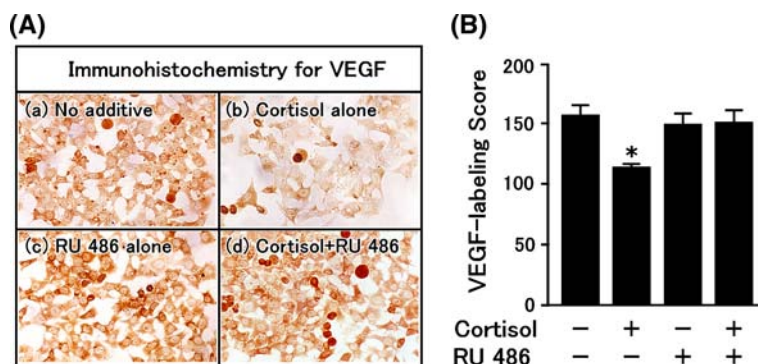 (A)
Immunohistochemistry for VEGF
(a) No additive
(b) Cortisol alone
(c) RU 486 alone
(d) Cortisol+RU 486
(B)
VEGF-labeling Score
200
150
100
50
0
*
Cortisol − + − +
RU 486 − − + +